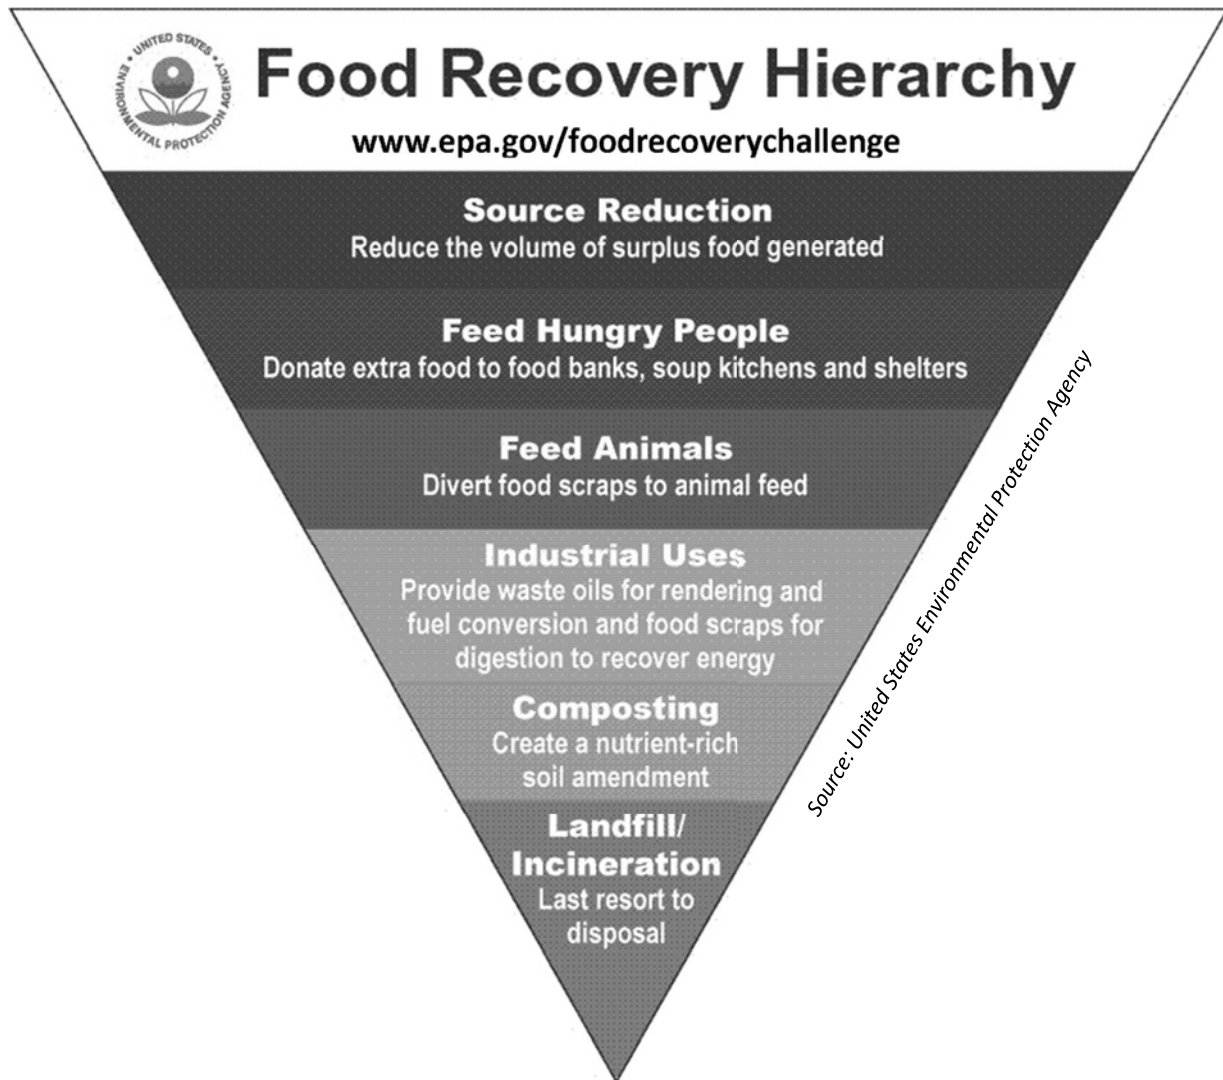 UNITED STATES • ENVIRONMENTAL PROTECTION AGENCY •
Food Recovery Hierarchy
www.epa.gov/foodrecoverychallenge
Source Reduction
Reduce the volume of surplus food generated
Feed Hungry People
Donate extra food to food banks, soup kitchens and shelters
Feed Animals
Divert food scraps to animal feed
Industrial Uses
Provide waste oils for rendering and
fuel conversion and food scraps for
digestion to recover energy
Composting
Create a nutrient-rich
soil amendment
Landfill/
Incineration
Last resort to
disposal
Source: United States Environmental Protection Agency